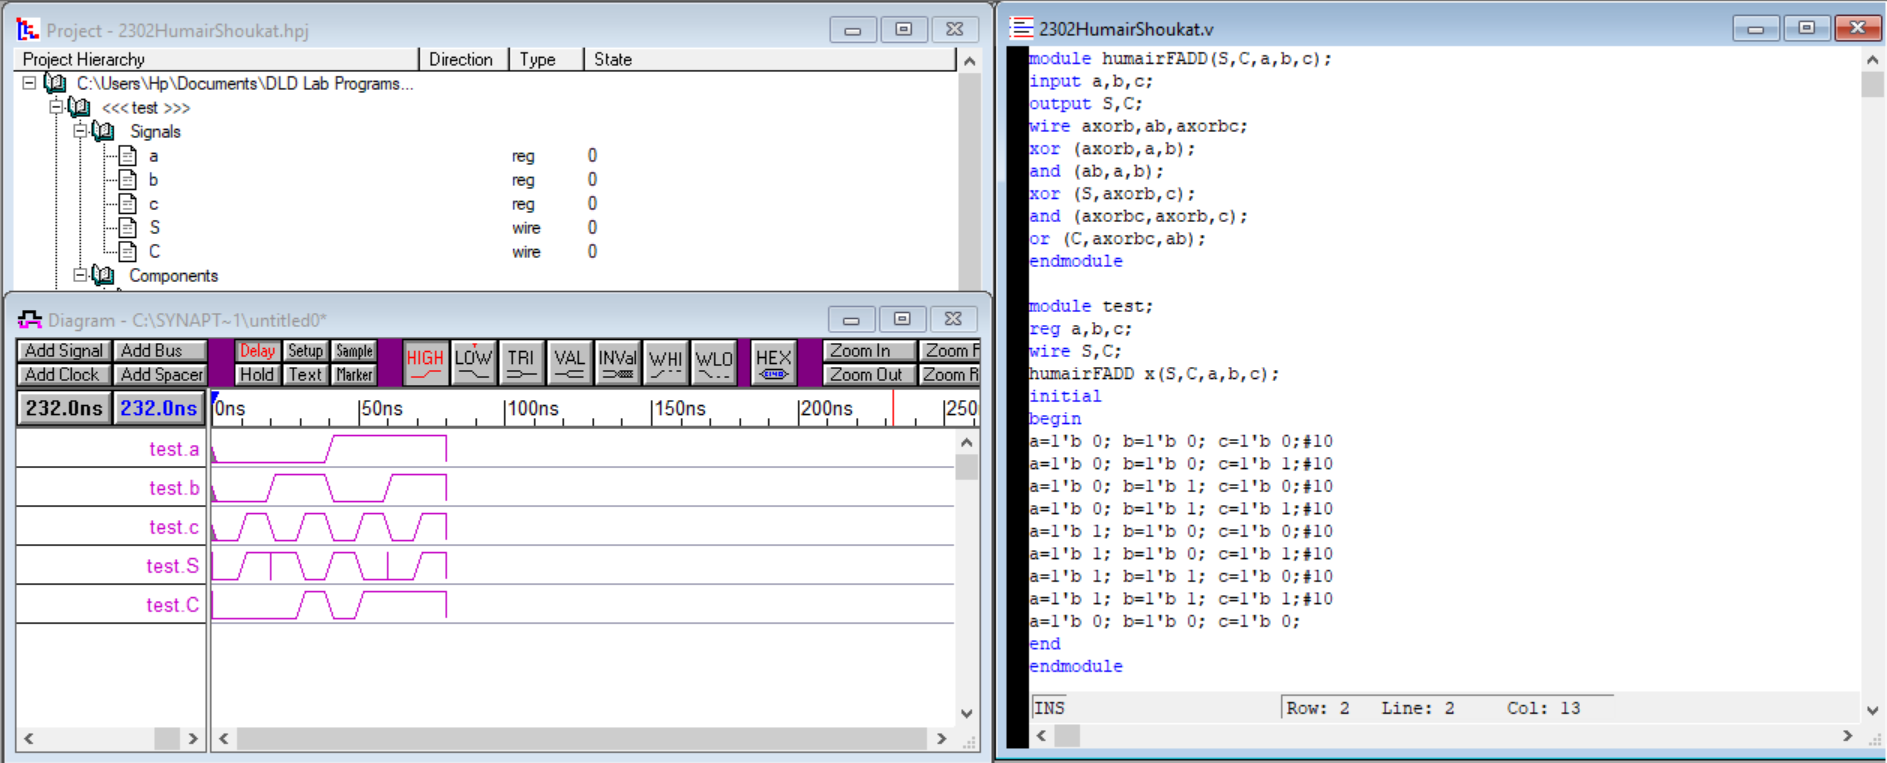 Project - 2302HumairShoukat.hpj
Project Hierarchy Direction Type State
C:\Users\Hp\Documents\DLD Lab Programs...
<<< test >>>
Signals
a reg 0
b reg 0
c reg 0
S wire 0
C wire 0
Components
Diagram - C:\SYNAPT~1\untitled0*
Add Signal Add Bus Delay Setup Sample HIGH LOW TRI VAL INVal WHI WLO HEX Zoom In Zoom F
Add Clock Add Spacer Hold Text Marker Zoom Out Zoom R
232.0ns 232.0ns 0ns 50ns 100ns 150ns 200ns 250
test.a
test.b
test.c
test.S
test.C
2302HumairShoukat.v
module humairFADD(S,C,a,b,c);
input a,b,c;
output S,C;
wire axorb,ab,axorbc;
xor (axorb,a,b);
and (ab,a,b);
xor (S,axorb,c);
and (axorbc,axorb,c);
or (C,axorbc,ab);
endmodule
module test;
reg a,b,c;
wire S,C;
humairFADD x(S,C,a,b,c);
initial
begin
a=1'b 0; b=1'b 0; c=1'b 0;#10
a=1'b 0; b=1'b 0; c=1'b 1;#10
a=1'b 0; b=1'b 1; c=1'b 0;#10
a=1'b 0; b=1'b 1; c=1'b 1;#10
a=1'b 1; b=1'b 0; c=1'b 0;#10
a=1'b 1; b=1'b 0; c=1'b 1;#10
a=1'b 1; b=1'b 1; c=1'b 0;#10
a=1'b 1; b=1'b 1; c=1'b 1;#10
a=1'b 0; b=1'b 0; c=1'b 0;
end
endmodule
INS Row: 2 Line: 2 Col: 13